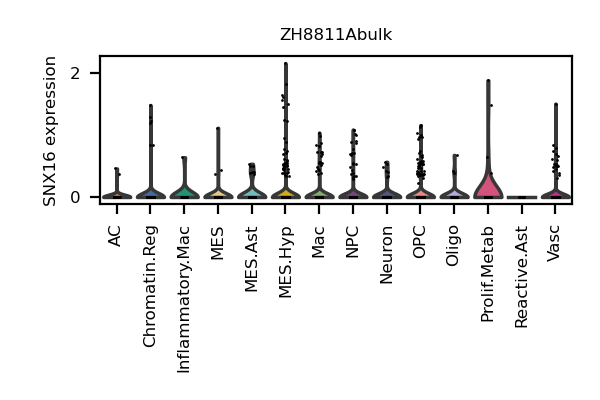 ZH8811Abulk
SNX16 expression
2
0
AC
Chromatin.Reg
Inflammatory.Mac
MES
MES.Ast
MES.Hyp
Mac
NPC
Neuron
OPC
Oligo
Prolif.Metab
Reactive.Ast
Vasc